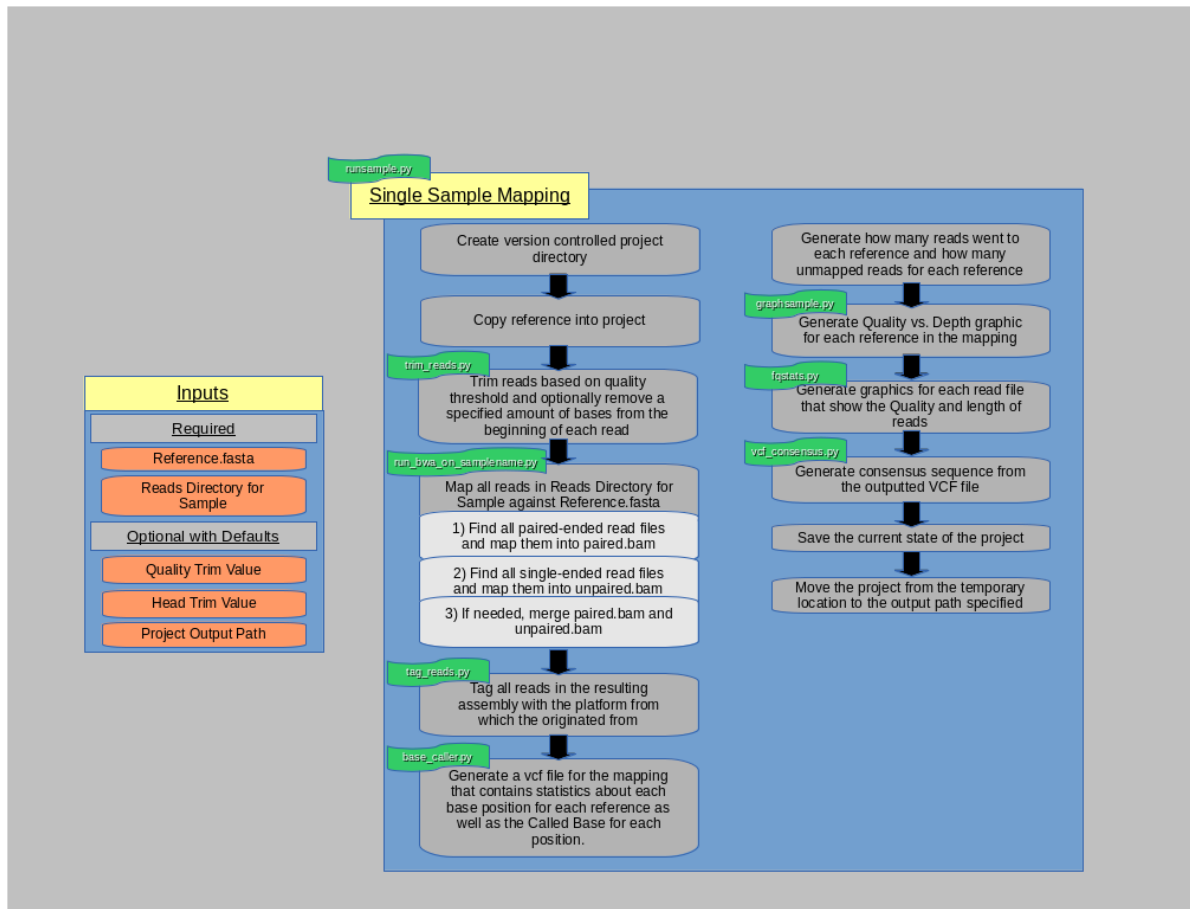 runsample.py
Single Sample Mapping
Inputs
Required
Reference.fasta
Reads Directory for
Sample
Optional with Defaults
Quality Trim Value
Head Trim Value
Project Output Path
Create version controlled project
directory
Copy reference into project
trim_reads.py
Trim reads based on quality
threshold and optionally remove a
specified amount of bases from the
beginning of each read
run_bwa_on_samplename.py
Map all reads in Reads Directory for
Sample against Reference.fasta
1) Find all paired-ended read files
and map them into paired.bam
2) Find all single-ended read files
and map them into unpaired.bam
3) If needed, merge paired.bam and
unpaired.bam
tag_reads.py
Tag all reads in the resulting
assembly with the platform from
which the originated from
base_caller.py
Generate a vcf file for the mapping
that contains statistics about each
base position for each reference as
well as the Called Base for each
position.
Generate how many reads went to
each reference and how many
unmapped reads for each reference
graphsample.py
Generate Quality vs. Depth graphic
for each reference in the mapping
fqstats.py
Generate graphics for each read file
that show the Quality and length of
reads
vcf_consensus.py
Generate consensus sequence from
the outputted VCF file
Save the current state of the project
Move the project from the temporary
location to the output path specified